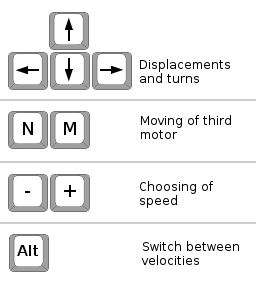 Displacements
and turns
N M
Moving of third
motor
- +
Choosing of
speed
Alt
Switch between
velocities